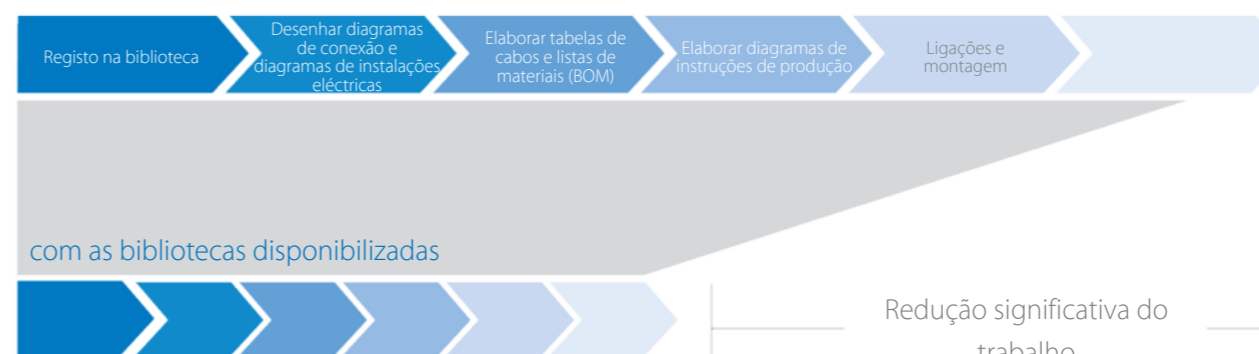 Registo na biblioteca
Desenhar diagramas
de conexão e
diagramas de instalações
eléctricas
Elaborar tabelas de
cabos e listas de
materiais (BOM)
Elaborar diagramas de
instruções de produção
Ligações e
montagem
com as bibliotecas disponibilizadas
Redução significativa do
trabalho